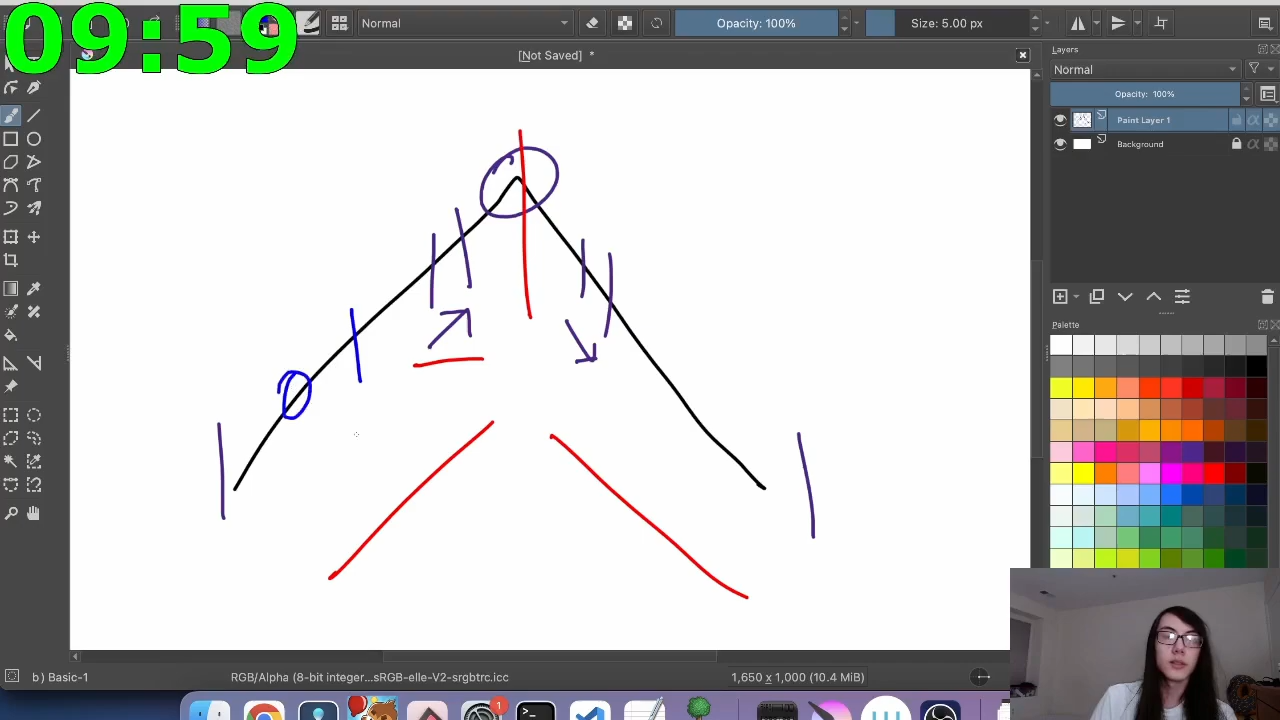 09:59
Normal
Opacity: 100%
Size: 5.00 px
[Not Saved] *
Layers
Normal
Opacity: 100%
Paint Layer 1
Background
Palette
b) Basic-1
RGB/Alpha (8-bit integer...sRGB-elle-V2-srgbtrc.icc
1,650 x 1,000 (10.4 MiB)
1